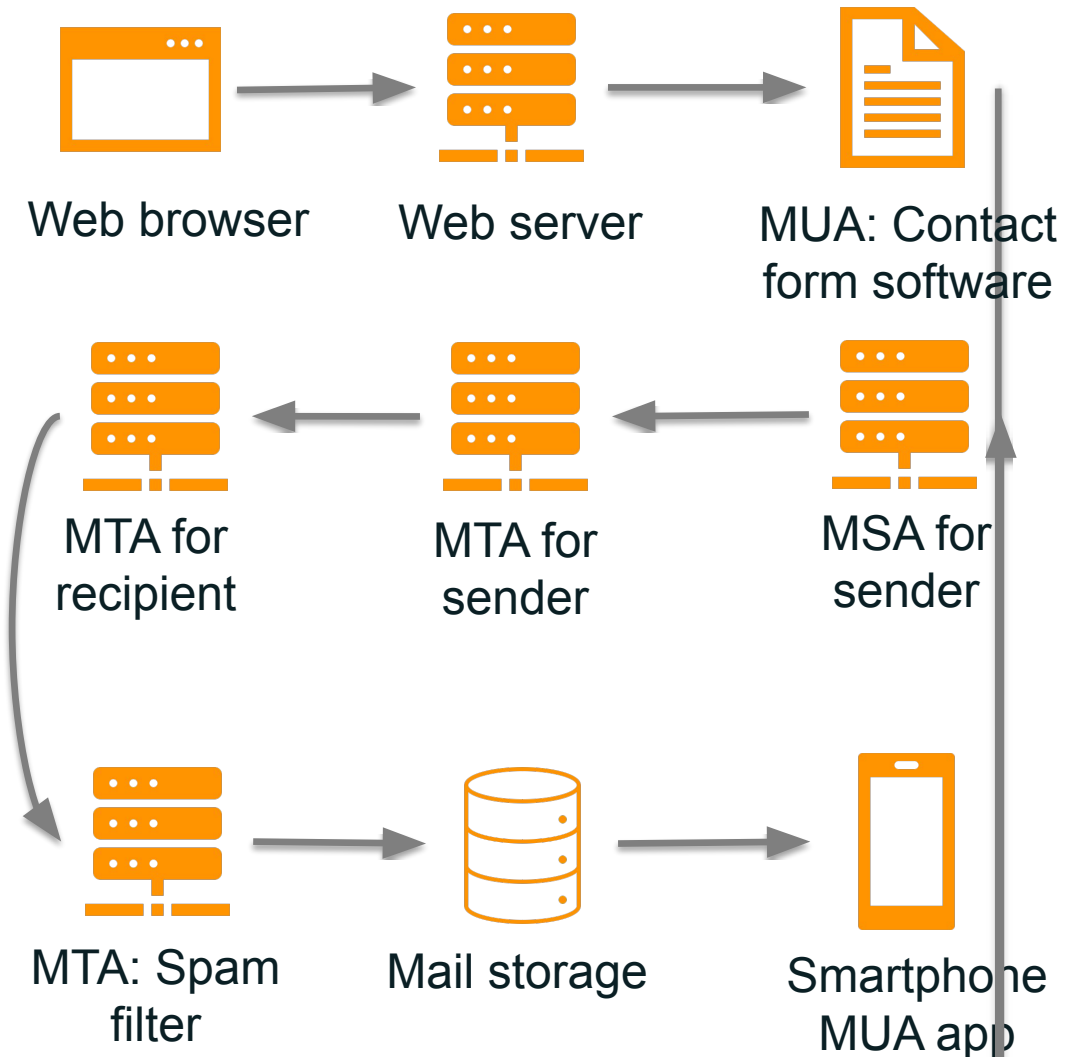 Web browser
Web server
MUA: Contact
form software
MTA for
recipient
MTA for
sender
MSA for
sender
MTA: Spam
filter
Mail storage
Smartphone
MUA app